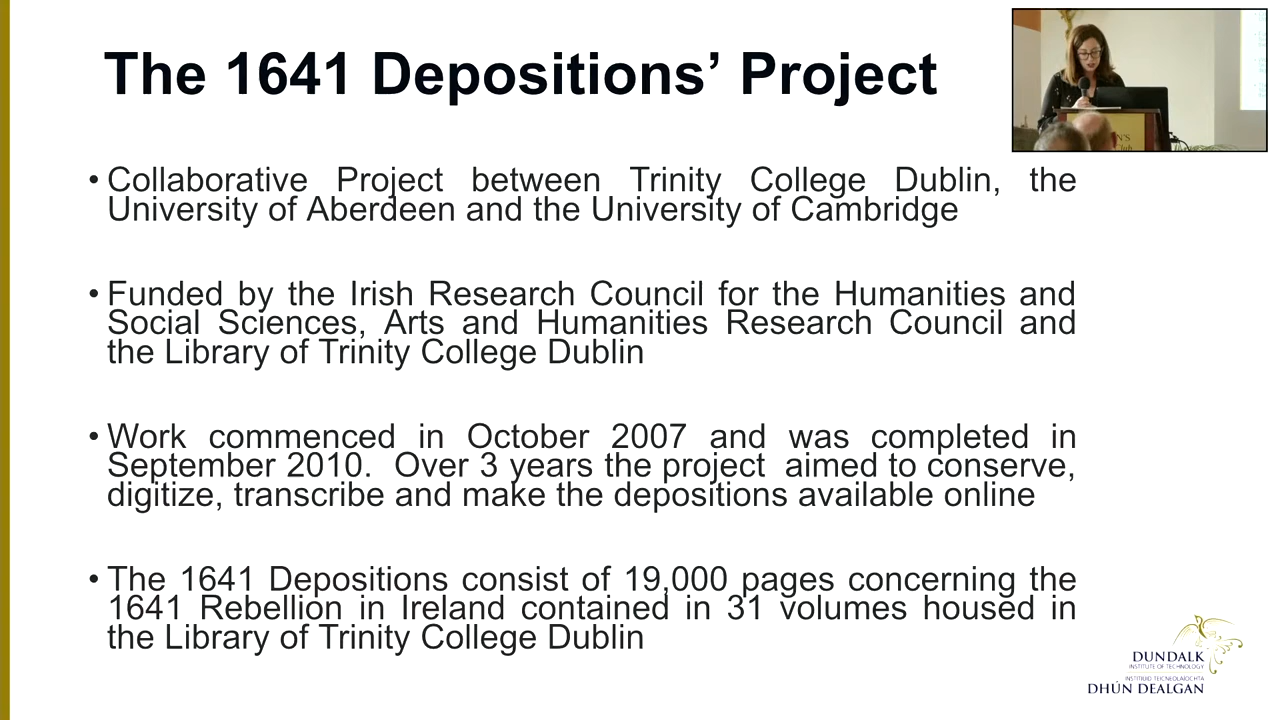 The 1641 Depositions’ Project
• Collaborative Project between Trinity College Dublin, the
University of Aberdeen and the University of Cambridge
• Funded by the Irish Research Council for the Humanities and
Social Sciences, Arts and Humanities Research Council and
the Library of Trinity College Dublin
• Work commenced in October 2007 and was completed in
September 2010. Over 3 years the project aimed to conserve,
digitize, transcribe and make the depositions available online
• The 1641 Depositions consist of 19,000 pages concerning the
1641 Rebellion in Ireland contained in 31 volumes housed in
the Library of Trinity College Dublin
DUNDALK
INSTITUTE OF TECHNOLOGY
INSTITIÚID TEICNEOLAÍOCHTA
DHÚN DEALGAN